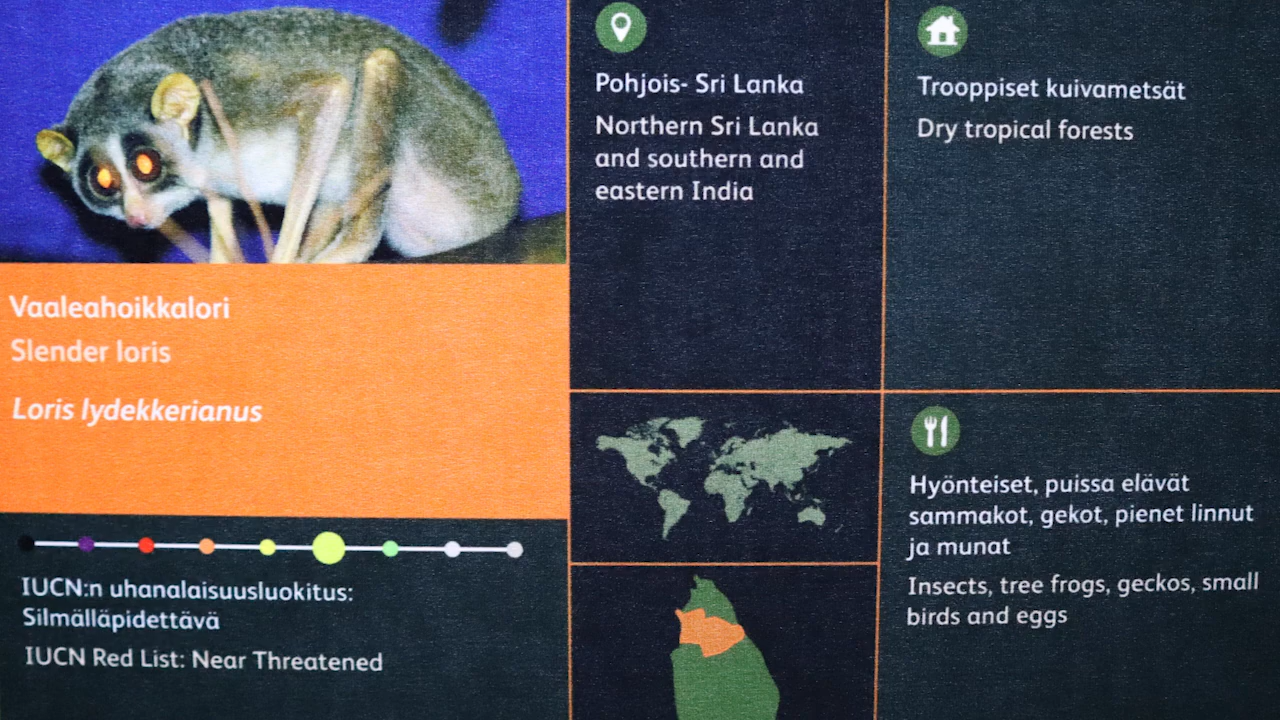 Vaaleahoikkalori
Slender loris
Loris lydekkerianus
IUCN:n uhanalaisuusluokitus:
Silmälläpidettävä
IUCN Red List: Near Threatened
Pohjois- Sri Lanka
Northern Sri Lanka
and southern and
eastern India
Trooppiset kuivametsät
Dry tropical forests
Hyönteiset, puissa elävät
sammakot, gekot, pienet linnut
ja munat
Insects, tree frogs, geckos, small
birds and eggs